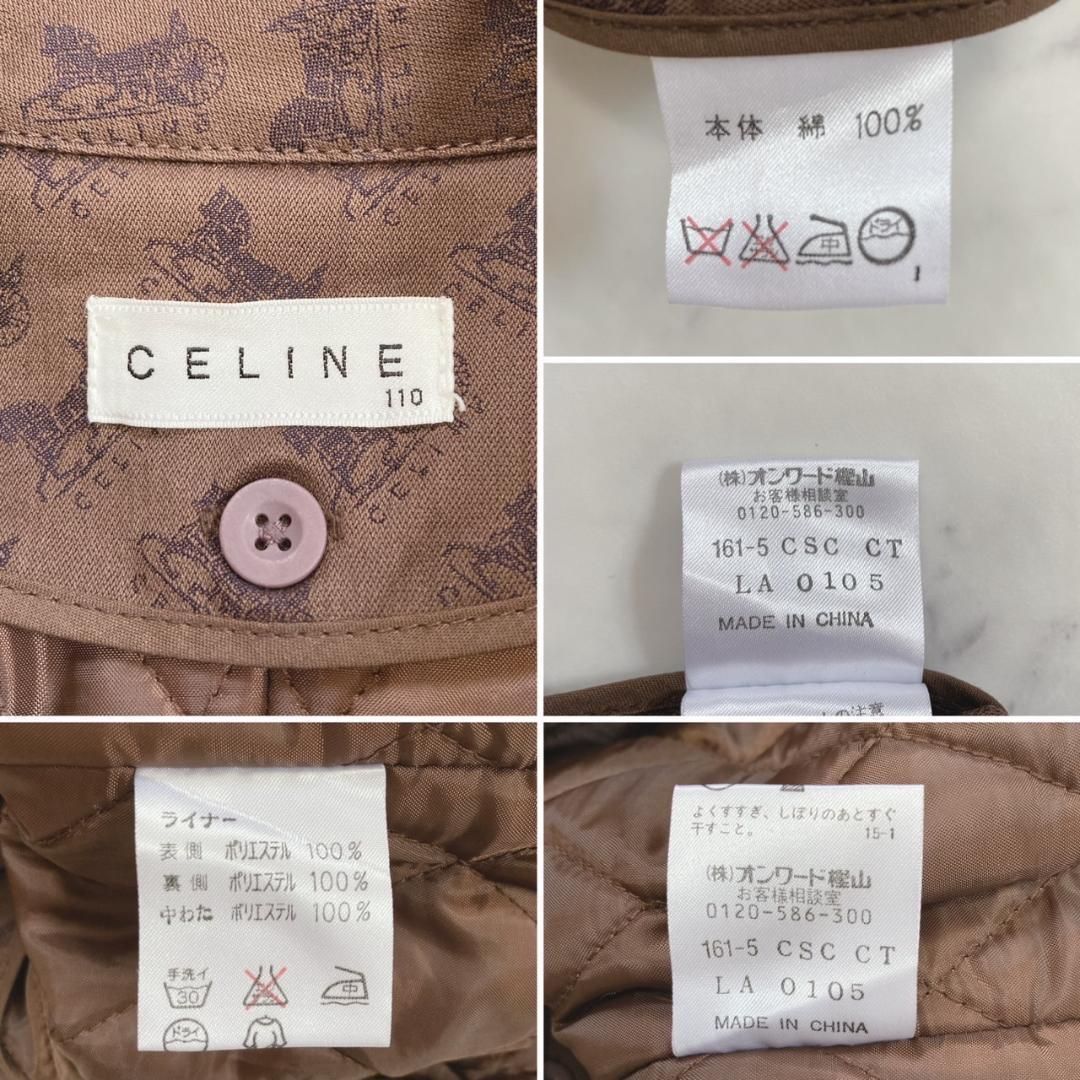 CELINE
110
本体 綿 100%
ドライ
1
(株)オンワード樫山
お客様相談室
0120-586-300
161-5 CSC CT
LA 0105
MADE IN CHINA
の注意
ライナー
表側 ポリエステル 100%
裏側 ポリエステル 100%
中わた ポリエステル 100%
手洗イ
30
中
ドライ
よくすすぎ、しぼりのあとすぐ
干すこと。 15-1
(株)オンワード樫山
お客様相談室
0120-586-300
161-5 CSC CT
LA 0105
MADE IN CHINA